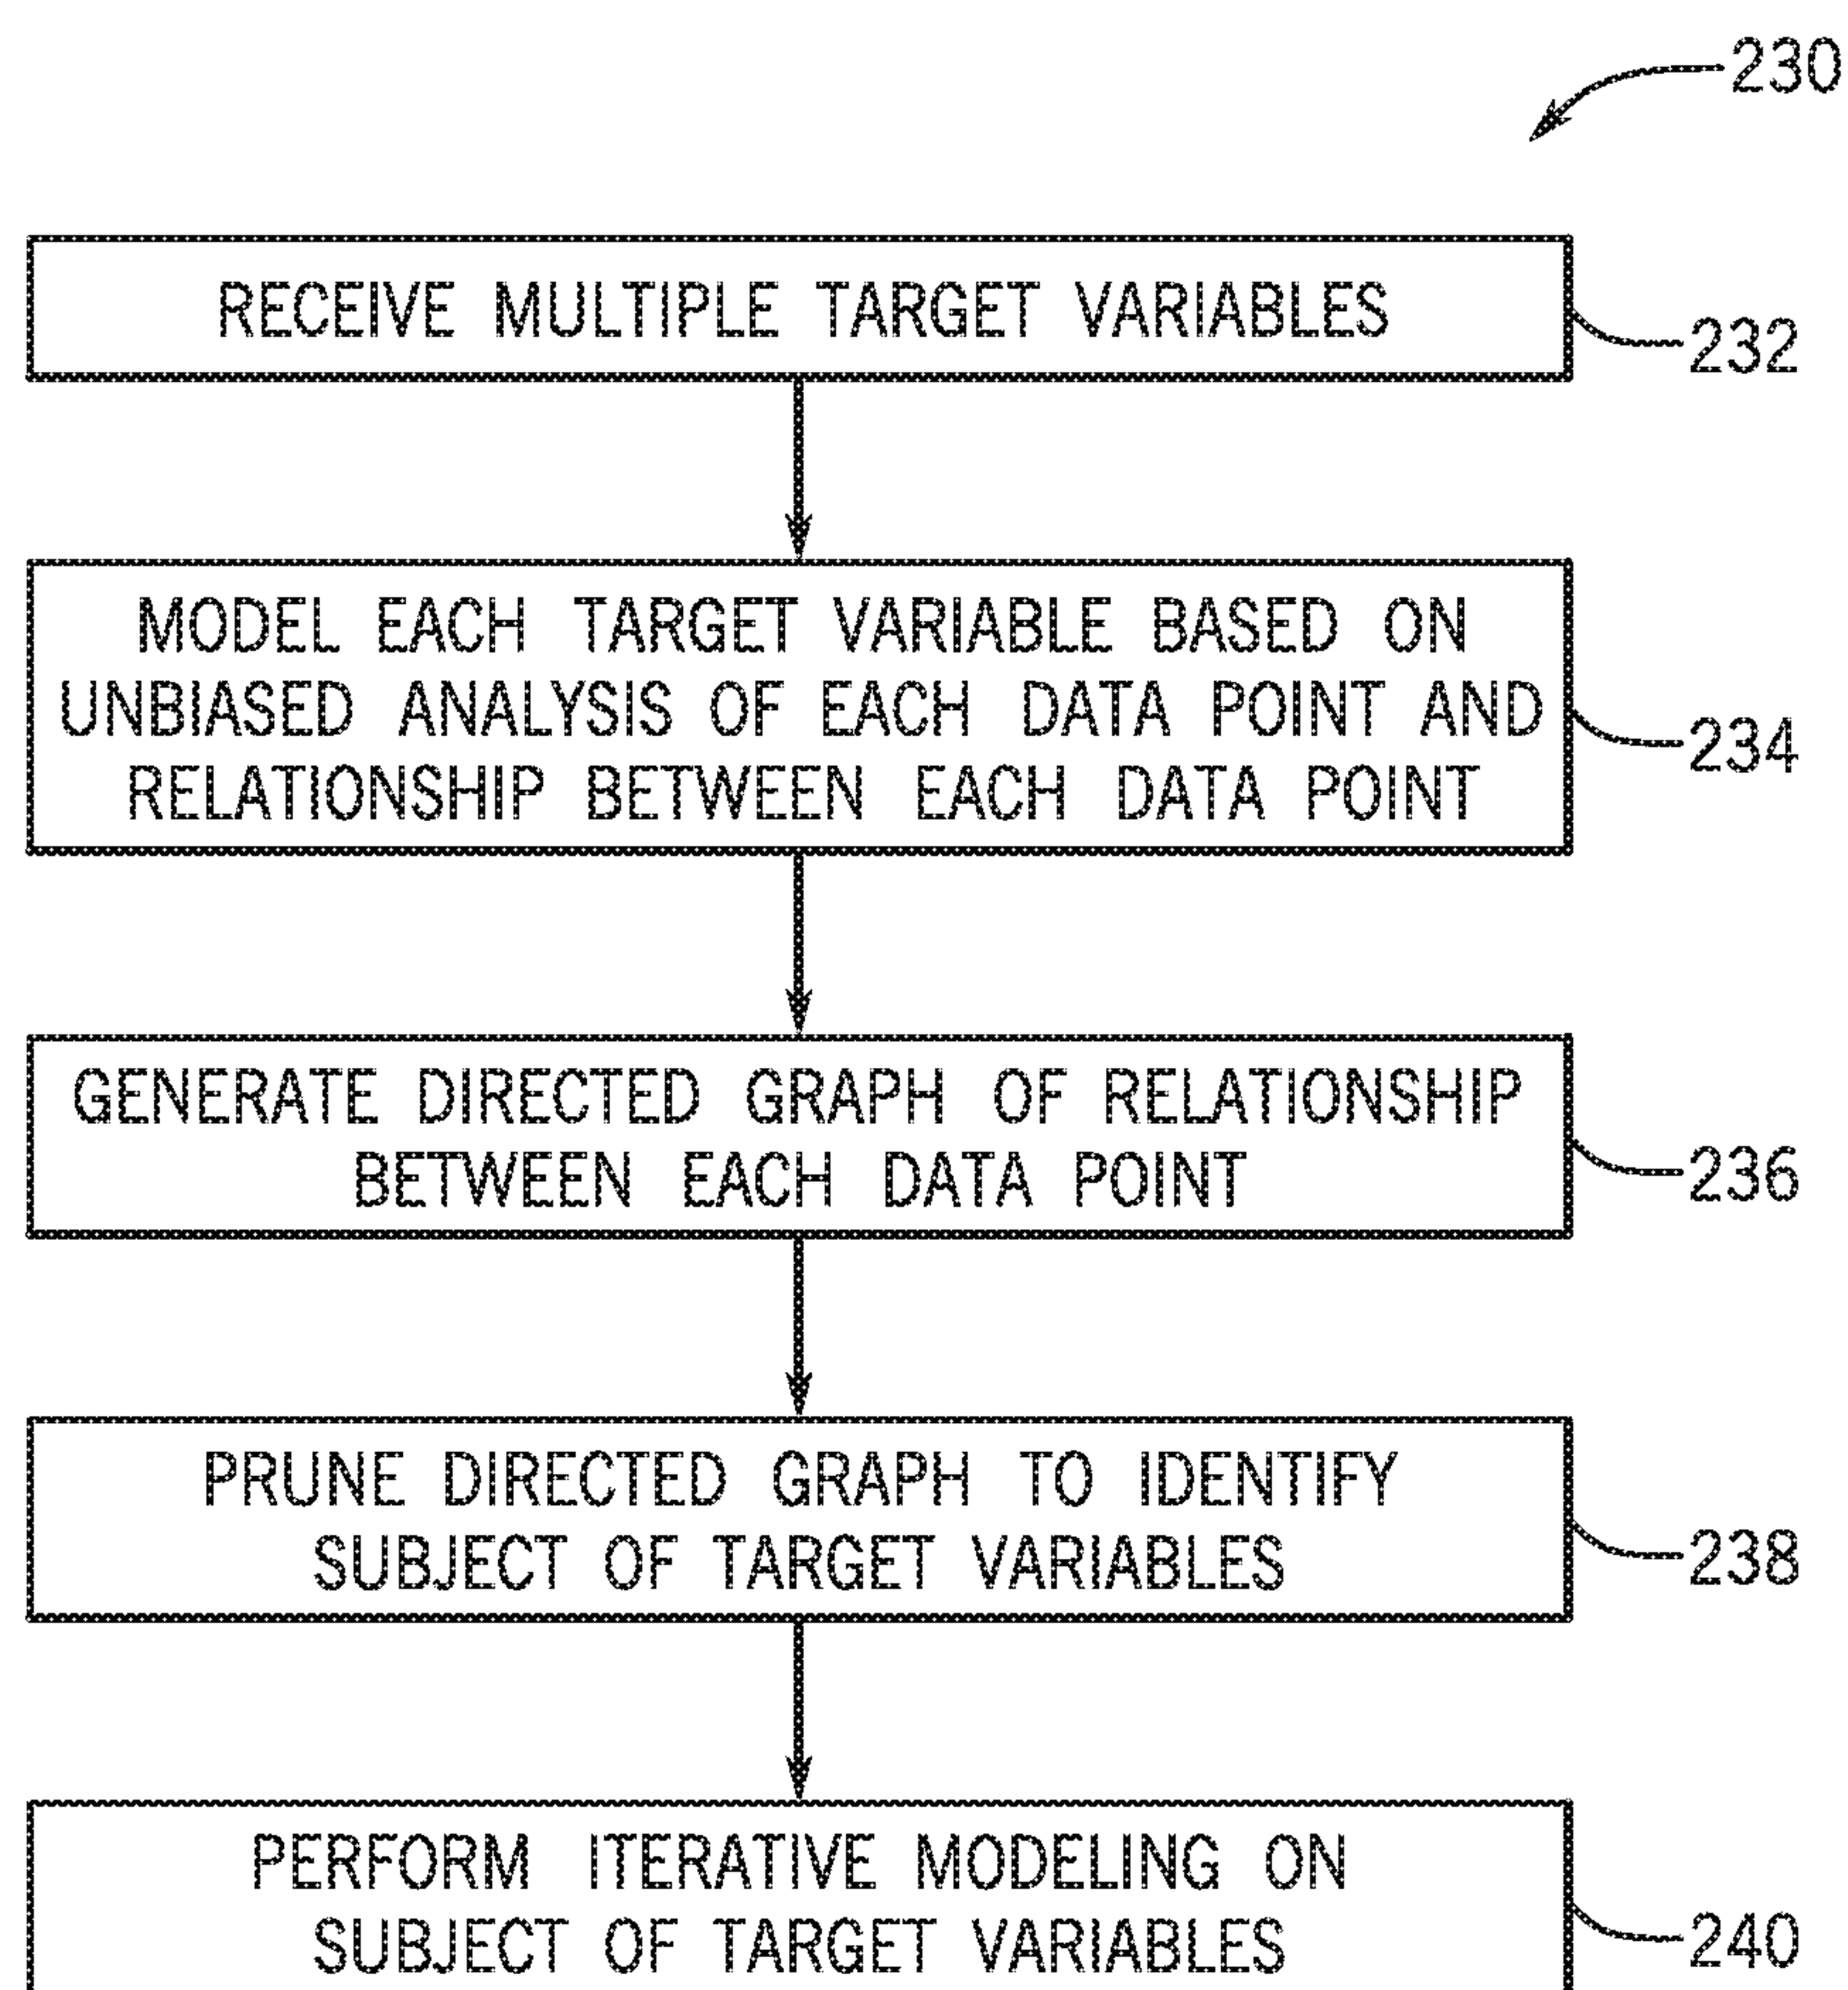 230
RECEIVE MULTIPLE TARGET VARIABLES
232
MODEL EACH TARGET VARIABLE BASED ON
UNBIASED ANALYSIS OF EACH DATA POINT AND
RELATIONSHIP BETWEEN EACH DATA POINT
234
GENERATE DIRECTED GRAPH OF RELATIONSHIP
BETWEEN EACH DATA POINT
236
PRUNE DIRECTED GRAPH TO IDENTIFY
SUBJECT OF TARGET VARIABLES
238
PERFORM ITERATIVE MODELING ON
SUBJECT OF TARGET VARIABLES
240